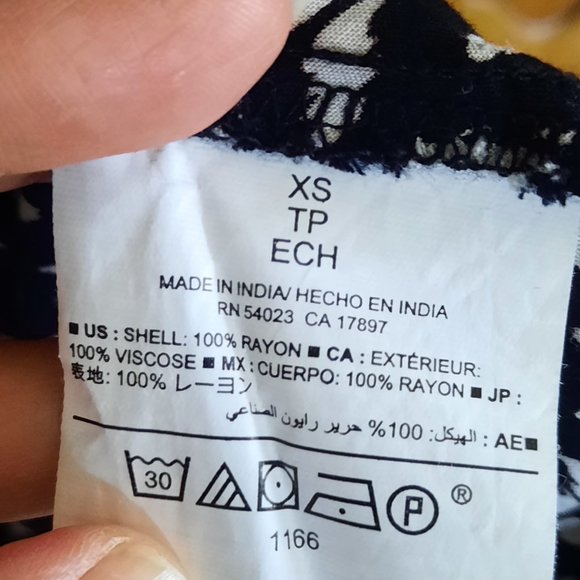 XS
TP
ECH
MADE IN INDIA/ HECHO EN INDIA
RN 54023 CA 17897
■ US : SHELL: 100% RAYON ■ CA : EXTÉRIEUR:
100% VISCOSE ■ MX : CUERPO: 100% RAYON ■ JP :
表地: 100% レーヨン
■ AE : الهيكل: 100% حرير رايون الصناعي
30 P ®
1166